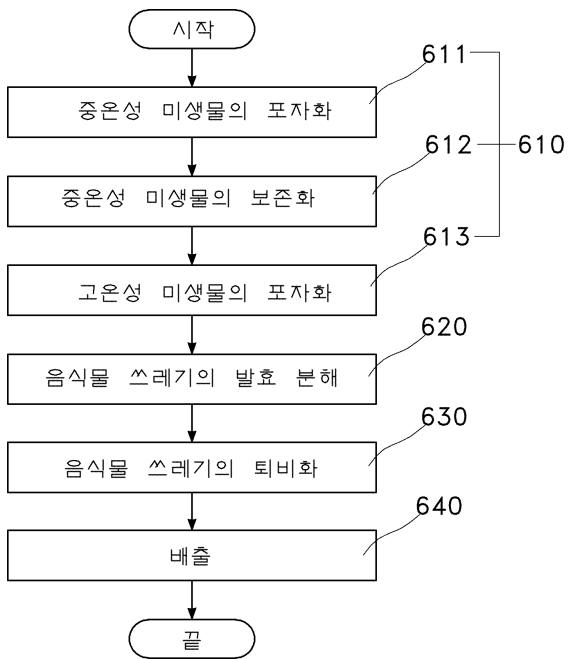 시작
중온성 미생물의 포자화
611
중온성 미생물의 보존화
612
610
고온성 미생물의 포자화
613
음식물 쓰레기의 발효 분해
620
음식물 쓰레기의 퇴비화
630
배출
640
끝